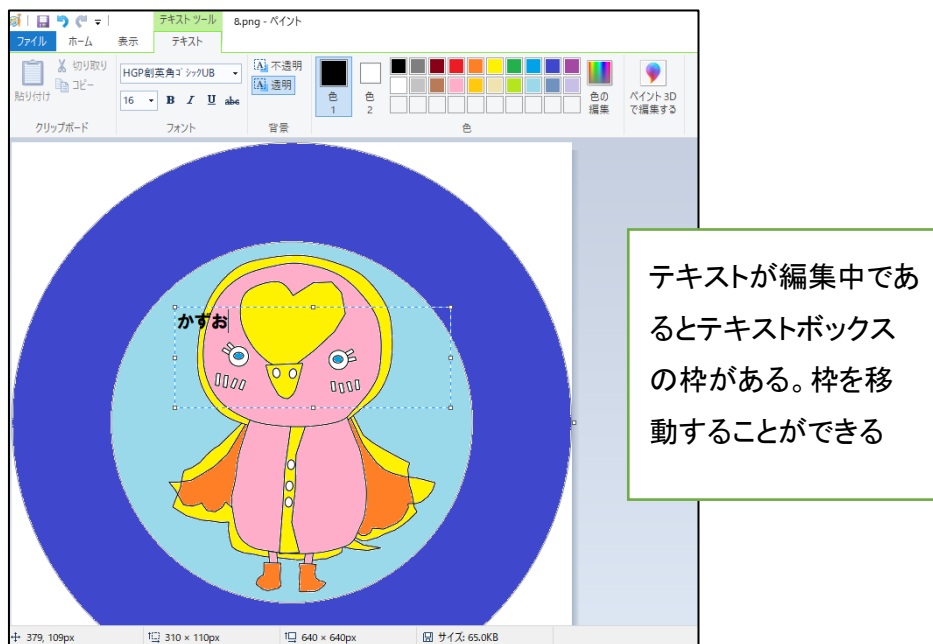 テキスト ツール 8.png - ペイント
ファイル ホーム 表示 テキスト
貼り付け 切り取り コピー
HGP創英角ゴシックUB
16 B I U abc
A 不透明
A 透明
色 1
色 2
色の編集
ペイント 3D で編集する
クリップボード フォント 背景 色
かずお
テキストが編集中であ
るとテキストボックス
の枠がある。枠を移
動することができる
379, 109px 310 × 110px 640 × 640px サイズ: 65.0KB